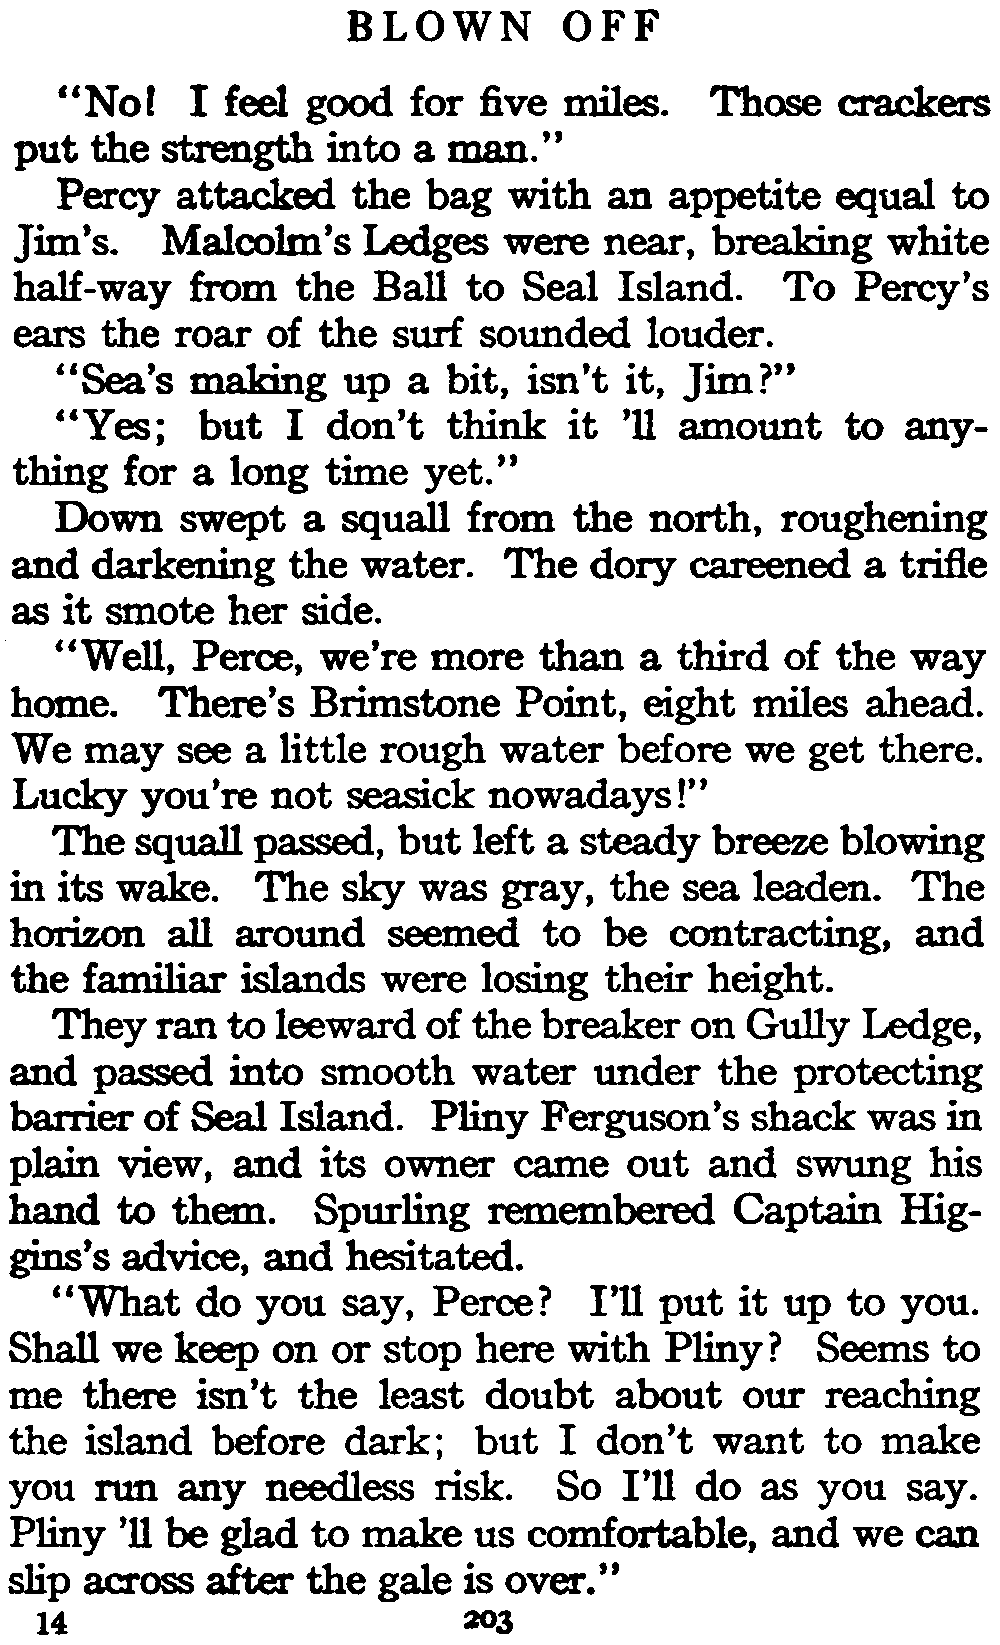 BLOWN OFF
“No! I feel good for five miles. Those crackers
put the strength into a man.”
Percy attacked the bag with an appetite equal to
Jim’s. Malcolm’s Ledges were near, breaking white
half-way from the Ball to Seal Island. To Percy’s
ears the roar of the surf sounded louder.
“Sea’s making up a bit, isn’t it, Jim?”
“Yes; but I don’t think it ’ll amount to any-
thing for a long time yet.”
Down swept a squall from the north, roughening
and darkening the water. The dory careened a trifle
as it smote her side.
“Well, Perce, we’re more than a third of the way
home. There’s Brimstone Point, eight miles ahead.
We may see a little rough water before we get there.
Lucky you’re not seasick nowadays!”
The squall passed, but left a steady breeze blowing
in its wake. The sky was gray, the sea leaden. The
horizon all around seemed to be contracting, and
the familiar islands were losing their height.
They ran to leeward of the breaker on Gully Ledge,
and passed into smooth water under the protecting
barrier of Seal Island. Pliny Ferguson’s shack was in
plain view, and its owner came out and swung his
hand to them. Spurling remembered Captain Hig-
gins’s advice, and hesitated.
“What do you say, Perce? I’ll put it up to you.
Shall we keep on or stop here with Pliny? Seems to
me there isn’t the least doubt about our reaching
the island before dark; but I don’t want to make
you run any needless risk. So I’ll do as you say.
Pliny ’ll be glad to make us comfortable, and we can
slip across after the gale is over.”
14 203